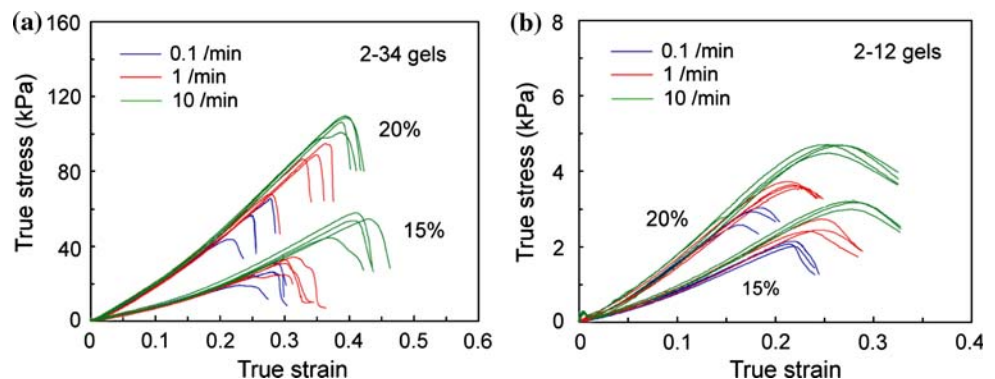 (a)
160
120
80
40
0
True stress (kPa)
0.1 /min
1 /min
10 /min
2-34 gels
20%
15%
0 0.1 0.2 0.3 0.4 0.5 0.6
True strain
(b)
8
6
4
2
0
True stress (kPa)
0.1 /min
1 /min
10 /min
2-12 gels
20%
15%
0 0.1 0.2 0.3 0.4
True strain